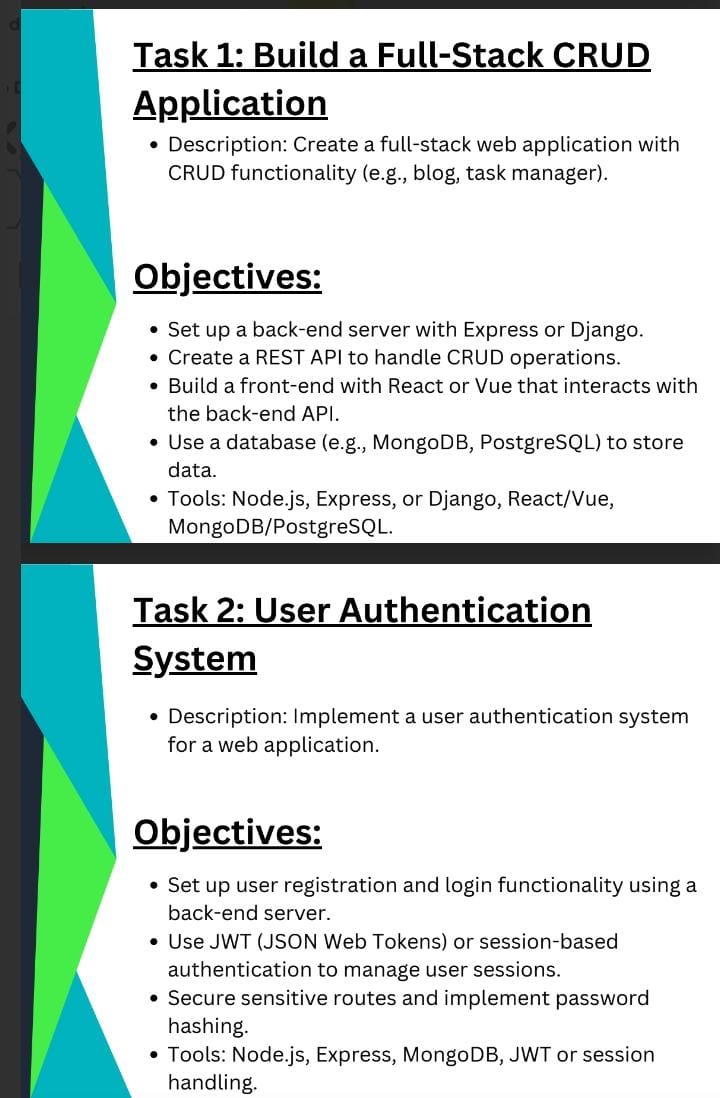 Task 1: Build a Full-Stack CRUD
Application
• Description: Create a full-stack web application with
CRUD functionality (e.g., blog, task manager).
Objectives:
• Set up a back-end server with Express or Django.
• Create a REST API to handle CRUD operations.
• Build a front-end with React or Vue that interacts with
the back-end API.
• Use a database (e.g., MongoDB, PostgreSQL) to store
data.
• Tools: Node.js, Express, or Django, React/Vue,
MongoDB/PostgreSQL.
Task 2: User Authentication
System
• Description: Implement a user authentication system
for a web application.
Objectives:
• Set up user registration and login functionality using a
back-end server.
• Use JWT (JSON Web Tokens) or session-based
authentication to manage user sessions.
• Secure sensitive routes and implement password
hashing.
• Tools: Node.js, Express, MongoDB, JWT or session
handling.